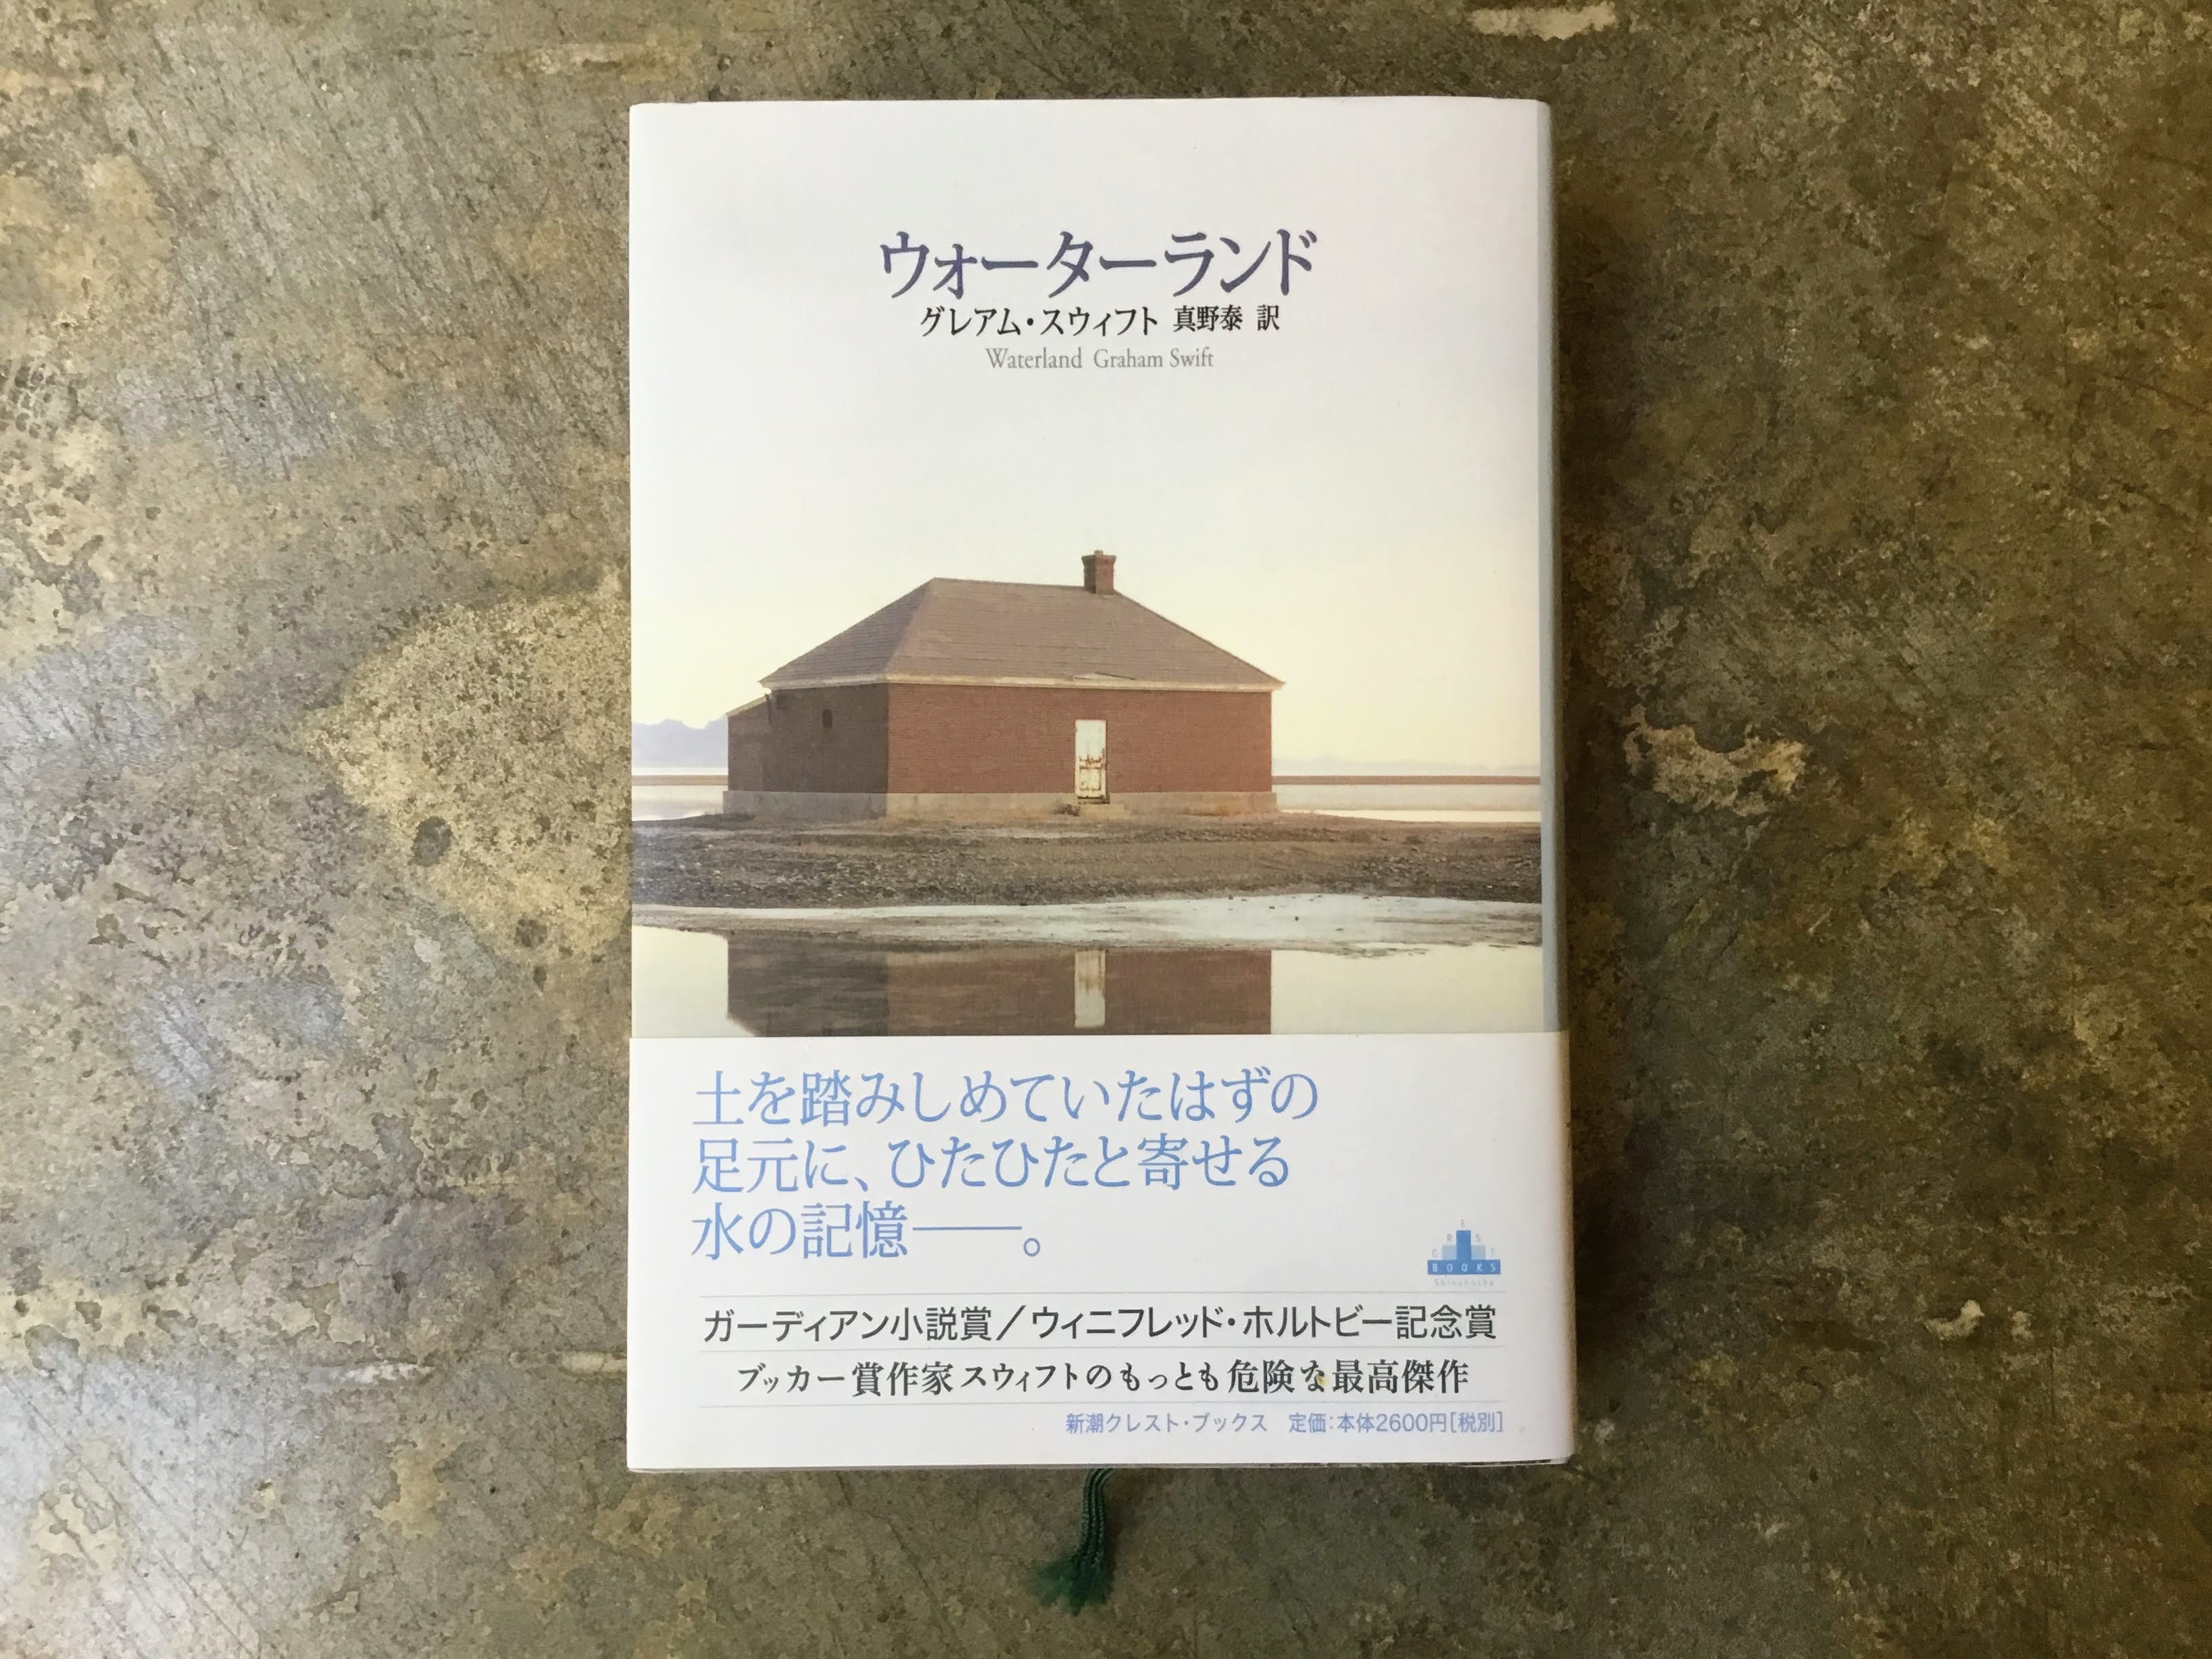 ウォーターランド
グレアム・スウィフト 真野泰 訳
Waterland Graham Swift
土を踏みしめていたはずの
足元に、ひたひたと寄せる
水の記憶――。
CREST
BOOKS
Shinchosha
ガーディアン小説賞／ウィニフレッド・ホルトビー記念賞
ブッカー賞作家スウィフトのもっとも危険な最高傑作
新潮クレスト・ブックス 定価：本体2600円[税別]